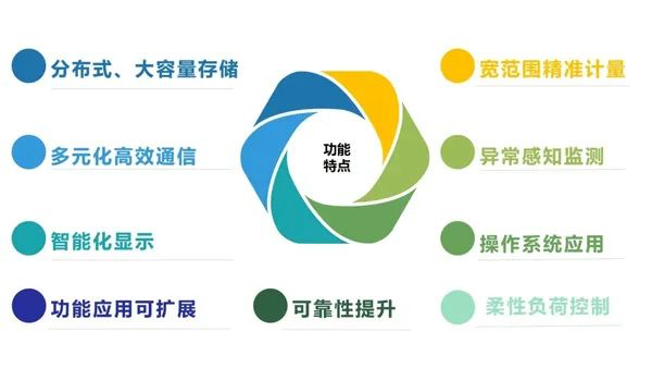 分布式、大容量存储
宽范围精准计量
多元化高效通信
功能
特点
异常感知监测
智能化显示
操作系统应用
功能应用可扩展
可靠性提升
柔性负荷控制